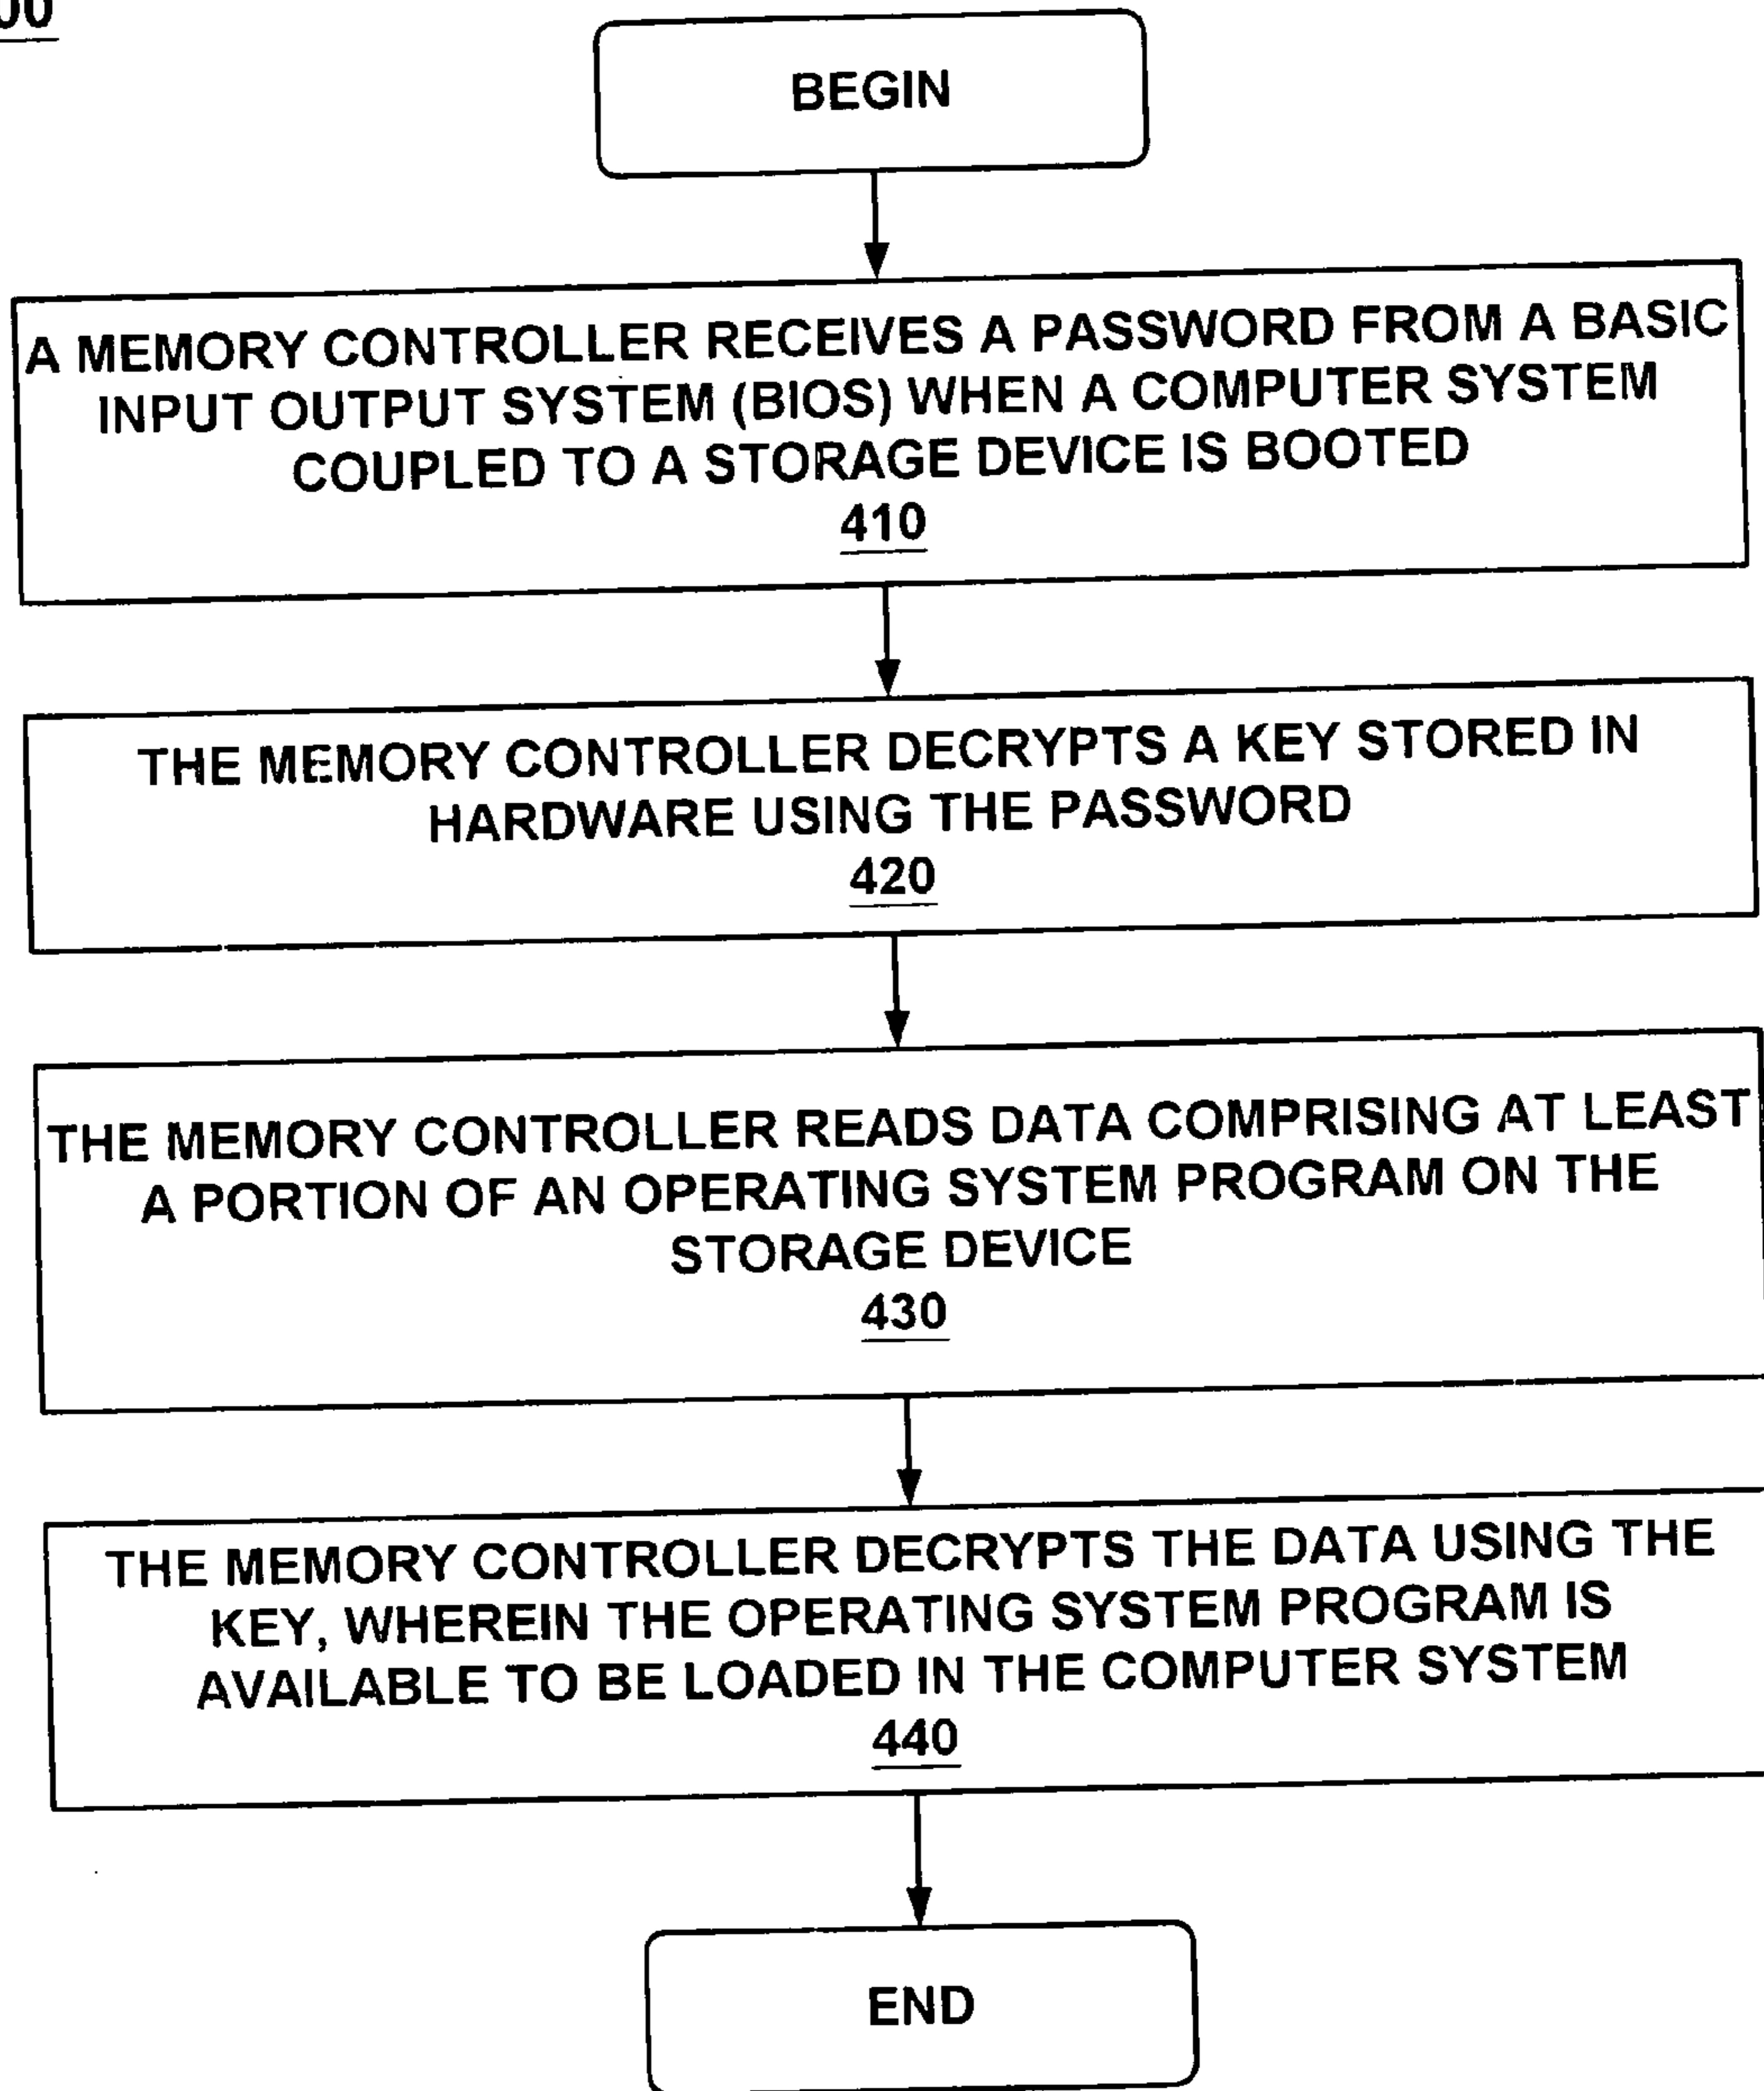 00
BEGIN
A MEMORY CONTROLLER RECEIVES A PASSWORD FROM A BASIC
INPUT OUTPUT SYSTEM (BIOS) WHEN A COMPUTER SYSTEM
COUPLED TO A STORAGE DEVICE IS BOOTED
410
THE MEMORY CONTROLLER DECRYPTS A KEY STORED IN
HARDWARE USING THE PASSWORD
420
THE MEMORY CONTROLLER READS DATA COMPRISING AT LEAST
A PORTION OF AN OPERATING SYSTEM PROGRAM ON THE
STORAGE DEVICE
430
THE MEMORY CONTROLLER DECRYPTS THE DATA USING THE
KEY, WHEREIN THE OPERATING SYSTEM PROGRAM IS
AVAILABLE TO BE LOADED IN THE COMPUTER SYSTEM
440
END